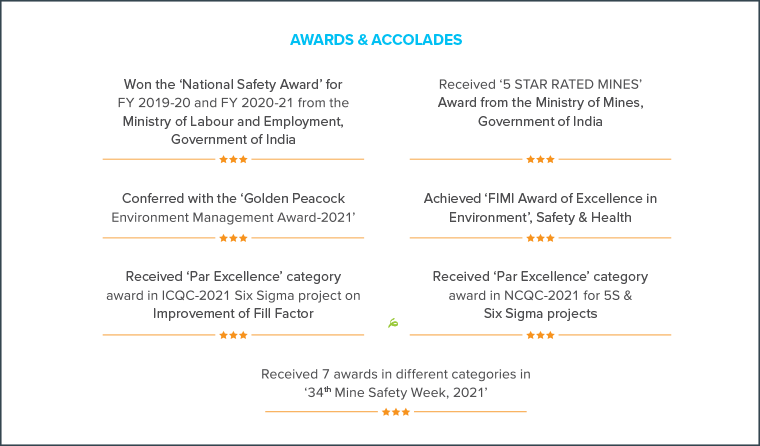 AWARDS & ACCOLADES
Won the ‘National Safety Award’ for
FY 2019-20 and FY 2020-21 from the
Ministry of Labour and Employment,
Government of India
Received ‘5 STAR RATED MINES’
Award from the Ministry of Mines,
Government of India
Conferred with the ‘Golden Peacock
Environment Management Award-2021’
Achieved ‘FIMI Award of Excellence in
Environment’, Safety & Health
Received ‘Par Excellence’ category
award in ICQC-2021 Six Sigma project on
Improvement of Fill Factor
Received ‘Par Excellence’ category
award in NCQC-2021 for 5S &
Six Sigma projects
Received 7 awards in different categories in
‘34th Mine Safety Week, 2021’